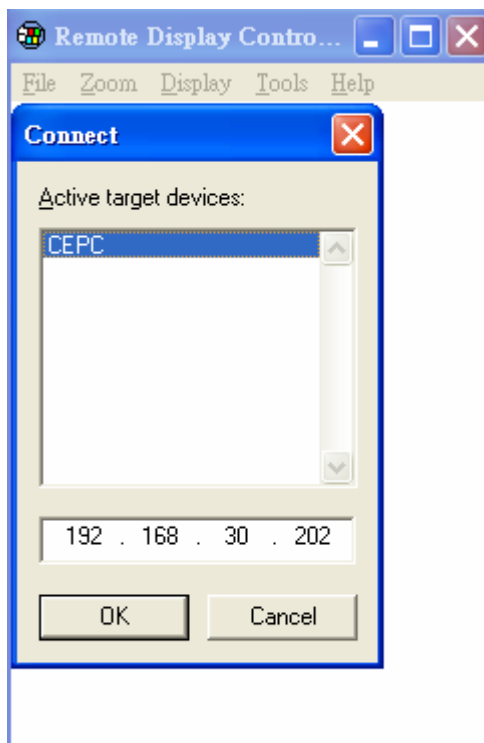 Remote Display Contro...
File Zoom Display Tools Help
Connect
Active target devices:
CEPC
192 . 168 . 30 . 202
OK Cancel